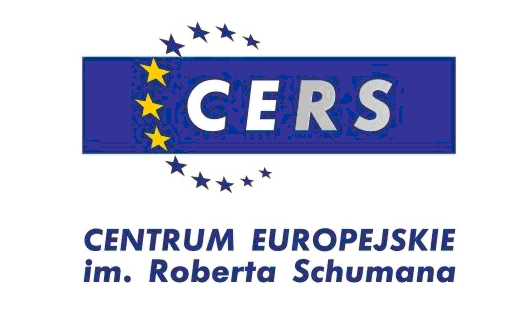 CERS
CENTRUM EUROPEJSKIE
im. Roberta Schumana